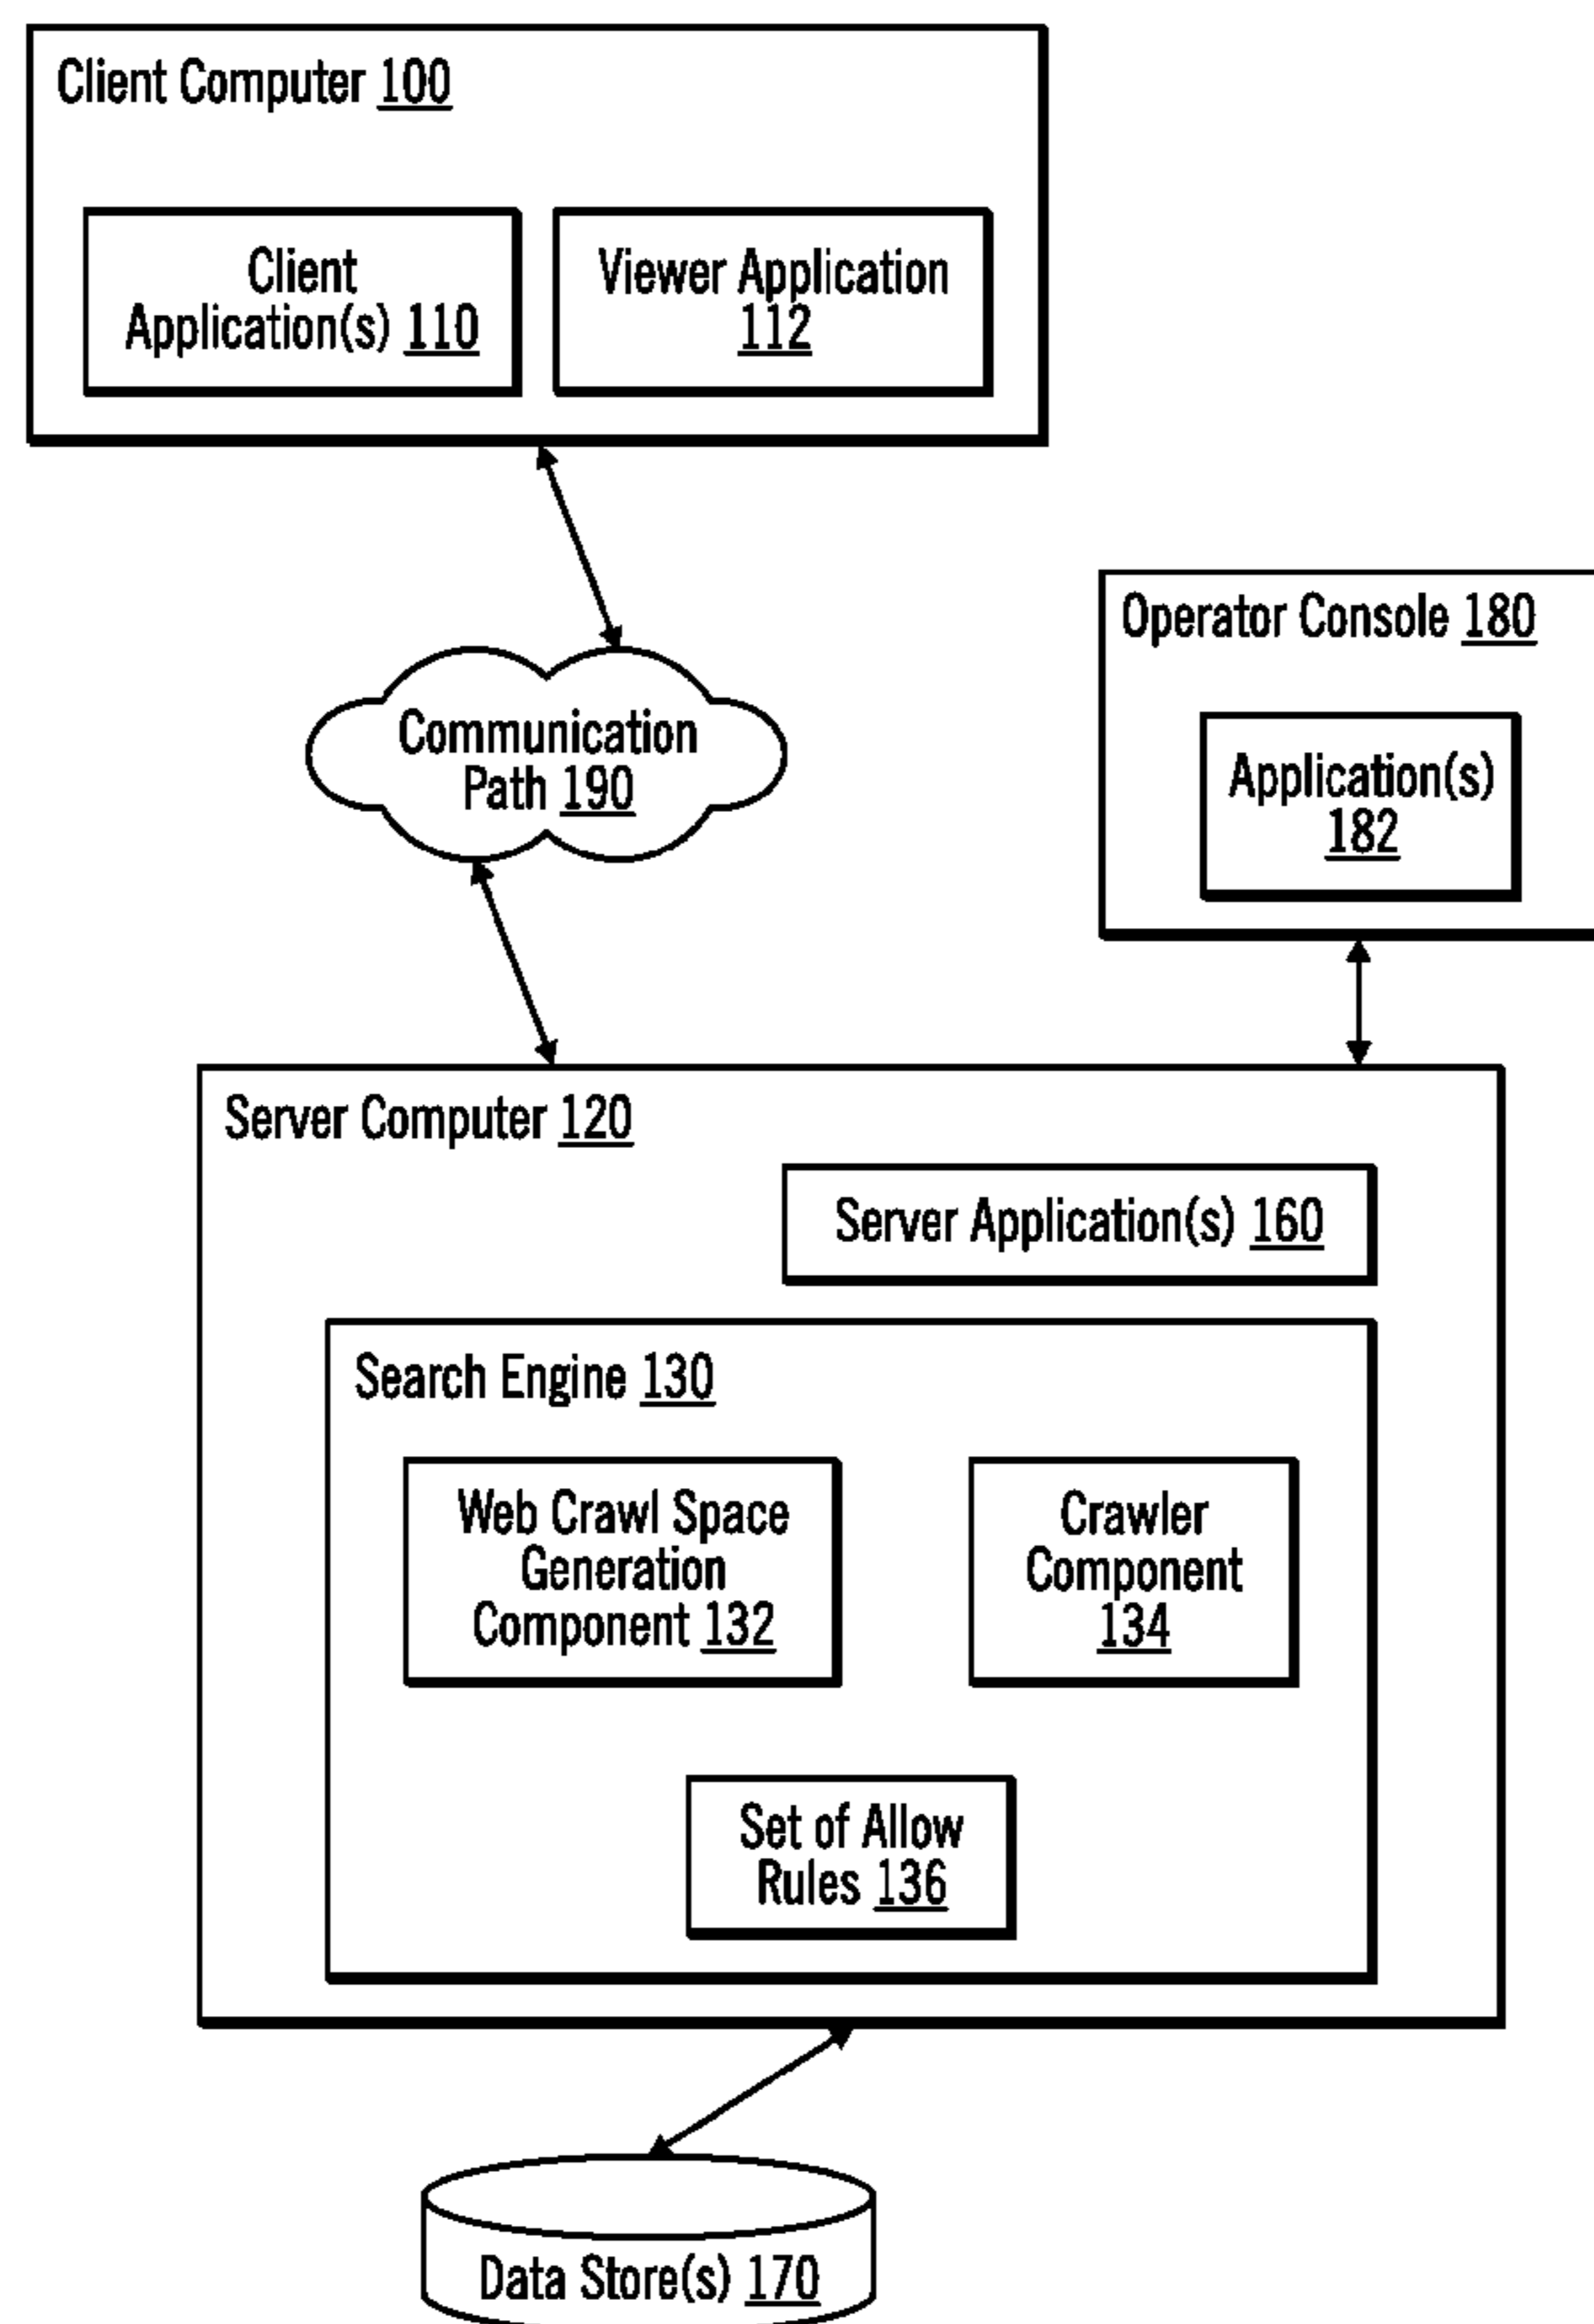 Client Computer 100
Client
Application(s) 110
Viewer Application
112
Communication
Path 190
Operator Console 180
Application(s)
182
Server Computer 120
Server Application(s) 160
Search Engine 130
Web Crawl Space
Generation
Component 132
Crawler
Component
134
Set of Allow
Rules 136
Data Store(s) 170